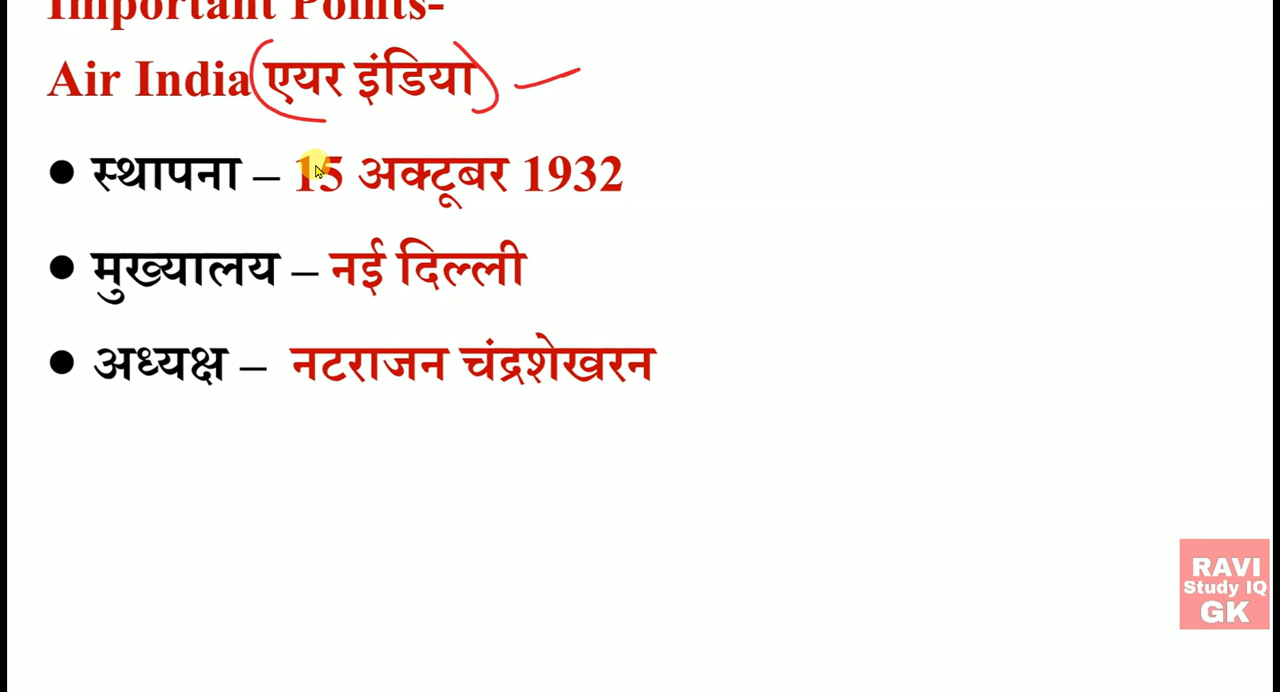 Important Points-
Air India (एयर इंडिया)
● स्थापना – 15 अक्टूबर 1932
● मुख्यालय – नई दिल्ली
● अध्यक्ष – नटराजन चंद्रशेखरन
RAVI
Study IQ
GK